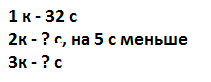 1 к - 32 с
2к - ? с, на 5 с меньше
3к - ? с